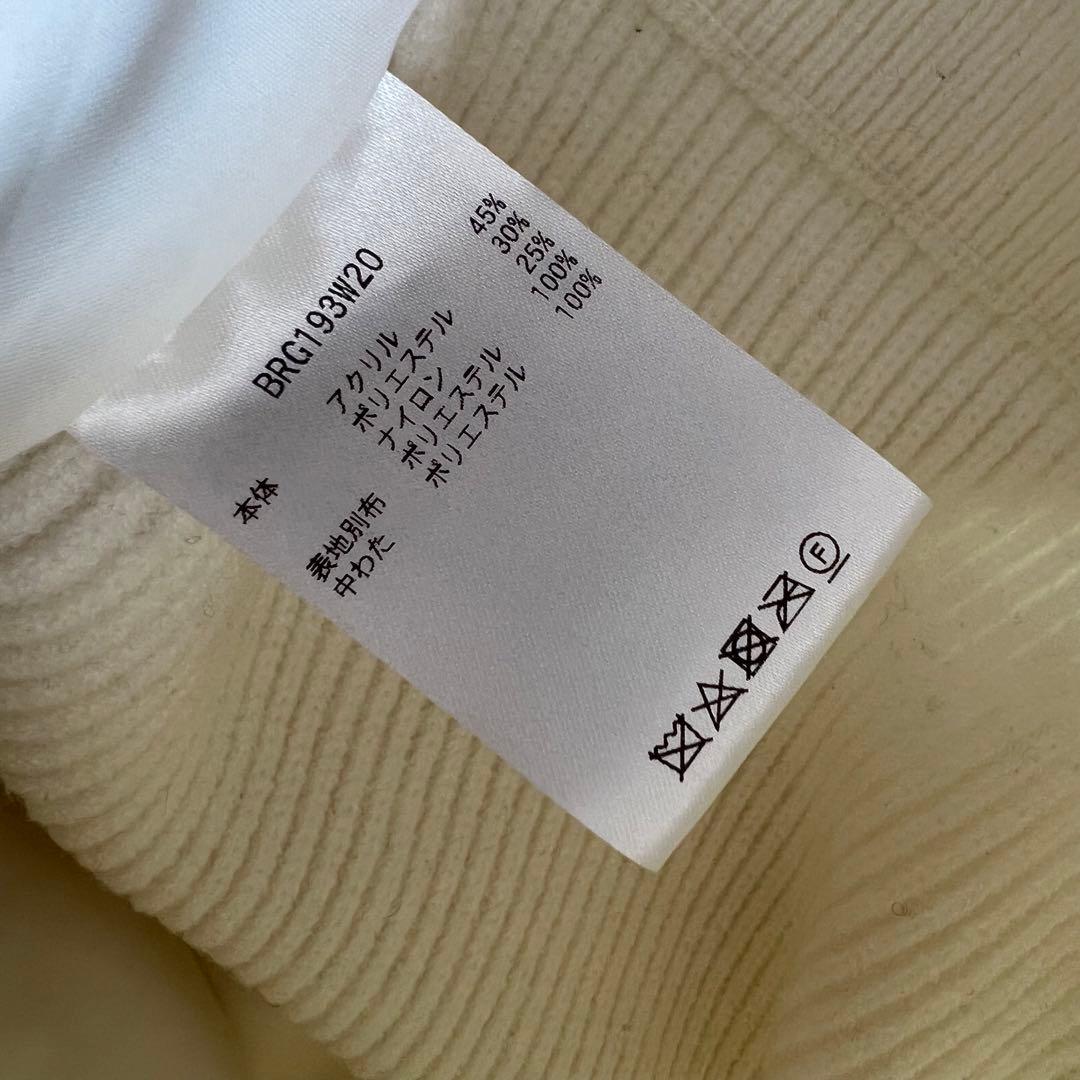 BRG193W20
本体 アクリル 45%
ポリエステル 30%
ナイロン 25%
表地別布 ポリエステル 100%
中わた ポリエステル 100%
F